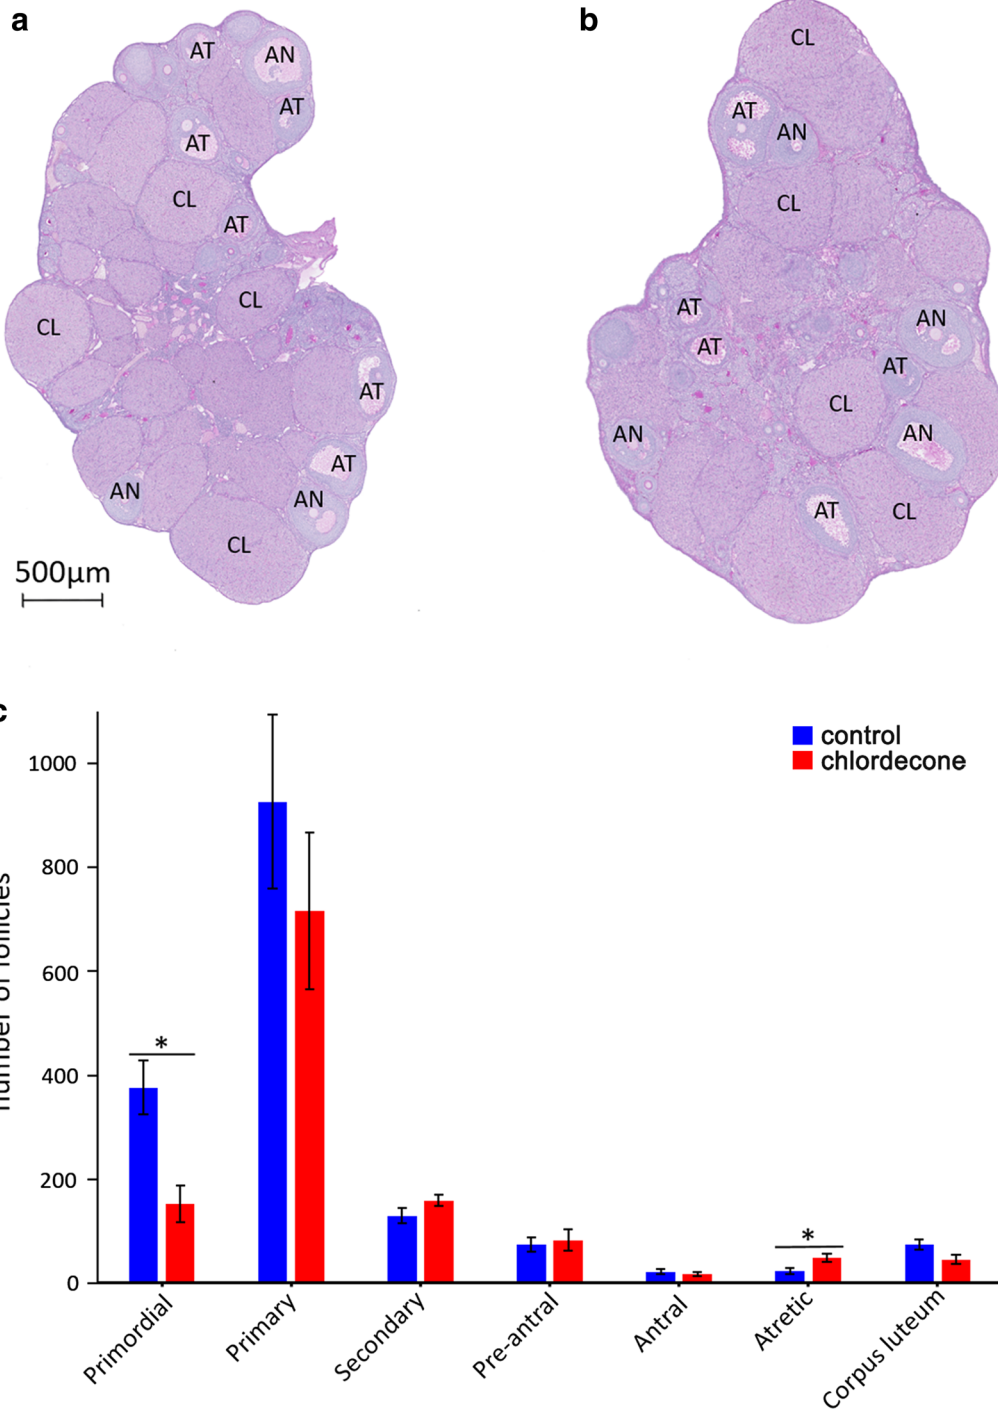 a
b
AT
AN
AT
AT
CL
AT
CL
CL
AT
AT
AN
AN
CL
500µm
CL
AT
AN
CL
AT
AN
AT
AT
CL
AN
AN
AT
CL
c
control
chlordecone
number of follicles
1000
800
600
400
200
0
*
*
Primordial
Primary
Secondary
Pre-antral
Antral
Atretic
Corpus luteum